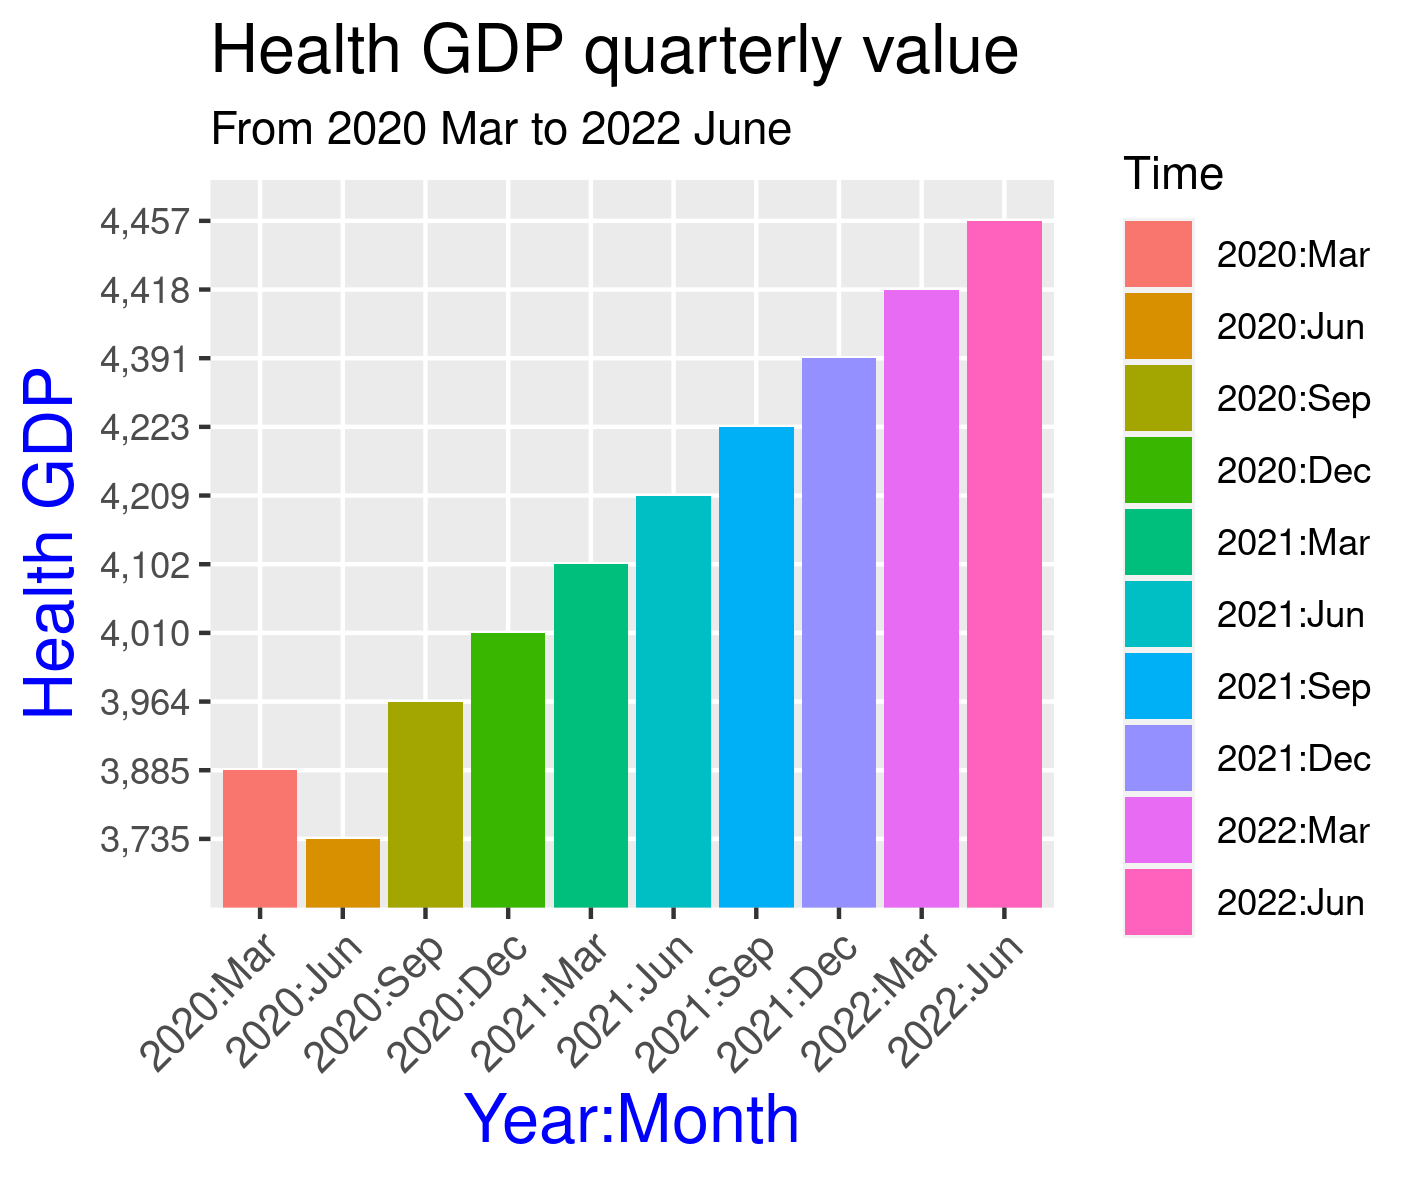 Health GDP quarterly value
From 2020 Mar to 2022 June
Health GDP
4,457
4,418
4,391
4,223
4,209
4,102
4,010
3,964
3,885
3,735
2020:Mar
2020:Jun
2020:Sep
2020:Dec
2021:Mar
2021:Jun
2021:Sep
2021:Dec
2022:Mar
2022:Jun
Year:Month
Time
2020:Mar
2020:Jun
2020:Sep
2020:Dec
2021:Mar
2021:Jun
2021:Sep
2021:Dec
2022:Mar
2022:Jun